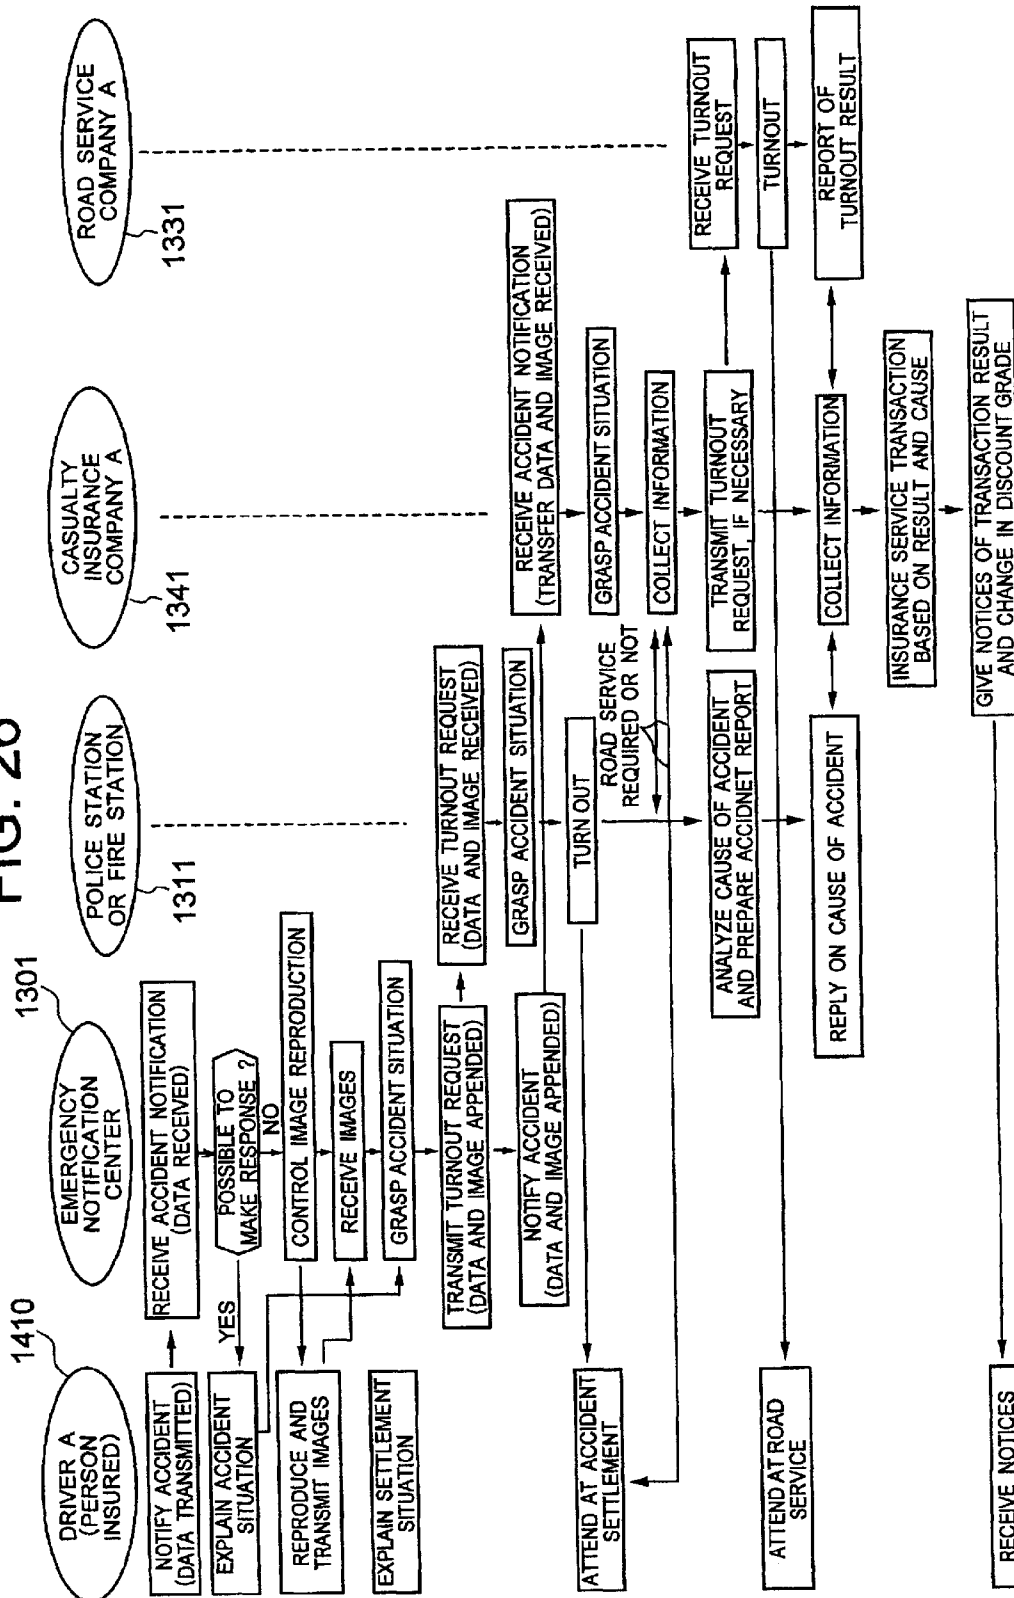 FIG. 26
1410
DRIVER A
(PERSON
INSURED)
1301
EMERGENCY
NOTIFICATION
CENTER
1311
POLICE STATION
OR FIRE STATION
1341
CASUALTY
INSURANCE
COMPANY A
1331
ROAD SERVICE
COMPANY A
NOTIFY ACCIDENT
(DATA TRANSMITTED)
RECEIVE ACCIDENT NOTIFICATION
(DATA RECEIVED)
POSSIBLE TO
MAKE RESPONSE ?
YES
NO
EXPLAIN ACCIDENT
SITUATION
CONTROL IMAGE REPRODUCTION
REPRODUCE AND
TRANSMIT IMAGES
RECEIVE IMAGES
GRASP ACCIDENT SITUATION
EXPLAIN SETTLEMENT
SITUATION
TRANSMIT TURNOUT REQUEST
(DATA AND IMAGE APPENDED)
RECEIVE TURNOUT REQUEST
(DATA AND IMAGE RECEIVED)
NOTIFY ACCIDENT
(DATA AND IMAGE APPENDED)
GRASP ACCIDENT SITUATION
RECEIVE ACCIDENT NOTIFICATION
(TRANSFER DATA AND IMAGE RECEIVED)
TURN OUT
GRASP ACCIDENT SITUATION
ATTEND AT ACCIDENT
SETTLEMENT
ROAD SERVICE
REQUIRED OR NOT
COLLECT INFORMATION
ANALYZE CAUSE OF ACCIDENT
AND PREPARE ACCIDNET REPORT
TRANSMIT TURNOUT
REQUEST, IF NECESSARY
RECEIVE TURNOUT
REQUEST
TURNOUT
ATTEND AT ROAD
SERVICE
REPLY ON CAUSE OF ACCIDENT
COLLECT INFORMATION
REPORT OF
TURNOUT RESULT
INSURANCE SERVICE TRANSACTION
BASED ON RESULT AND CAUSE
GIVE NOTICES OF TRANSACTION RESULT
AND CHANGE IN DISCOUNT GRADE
RECEIVE NOTICES